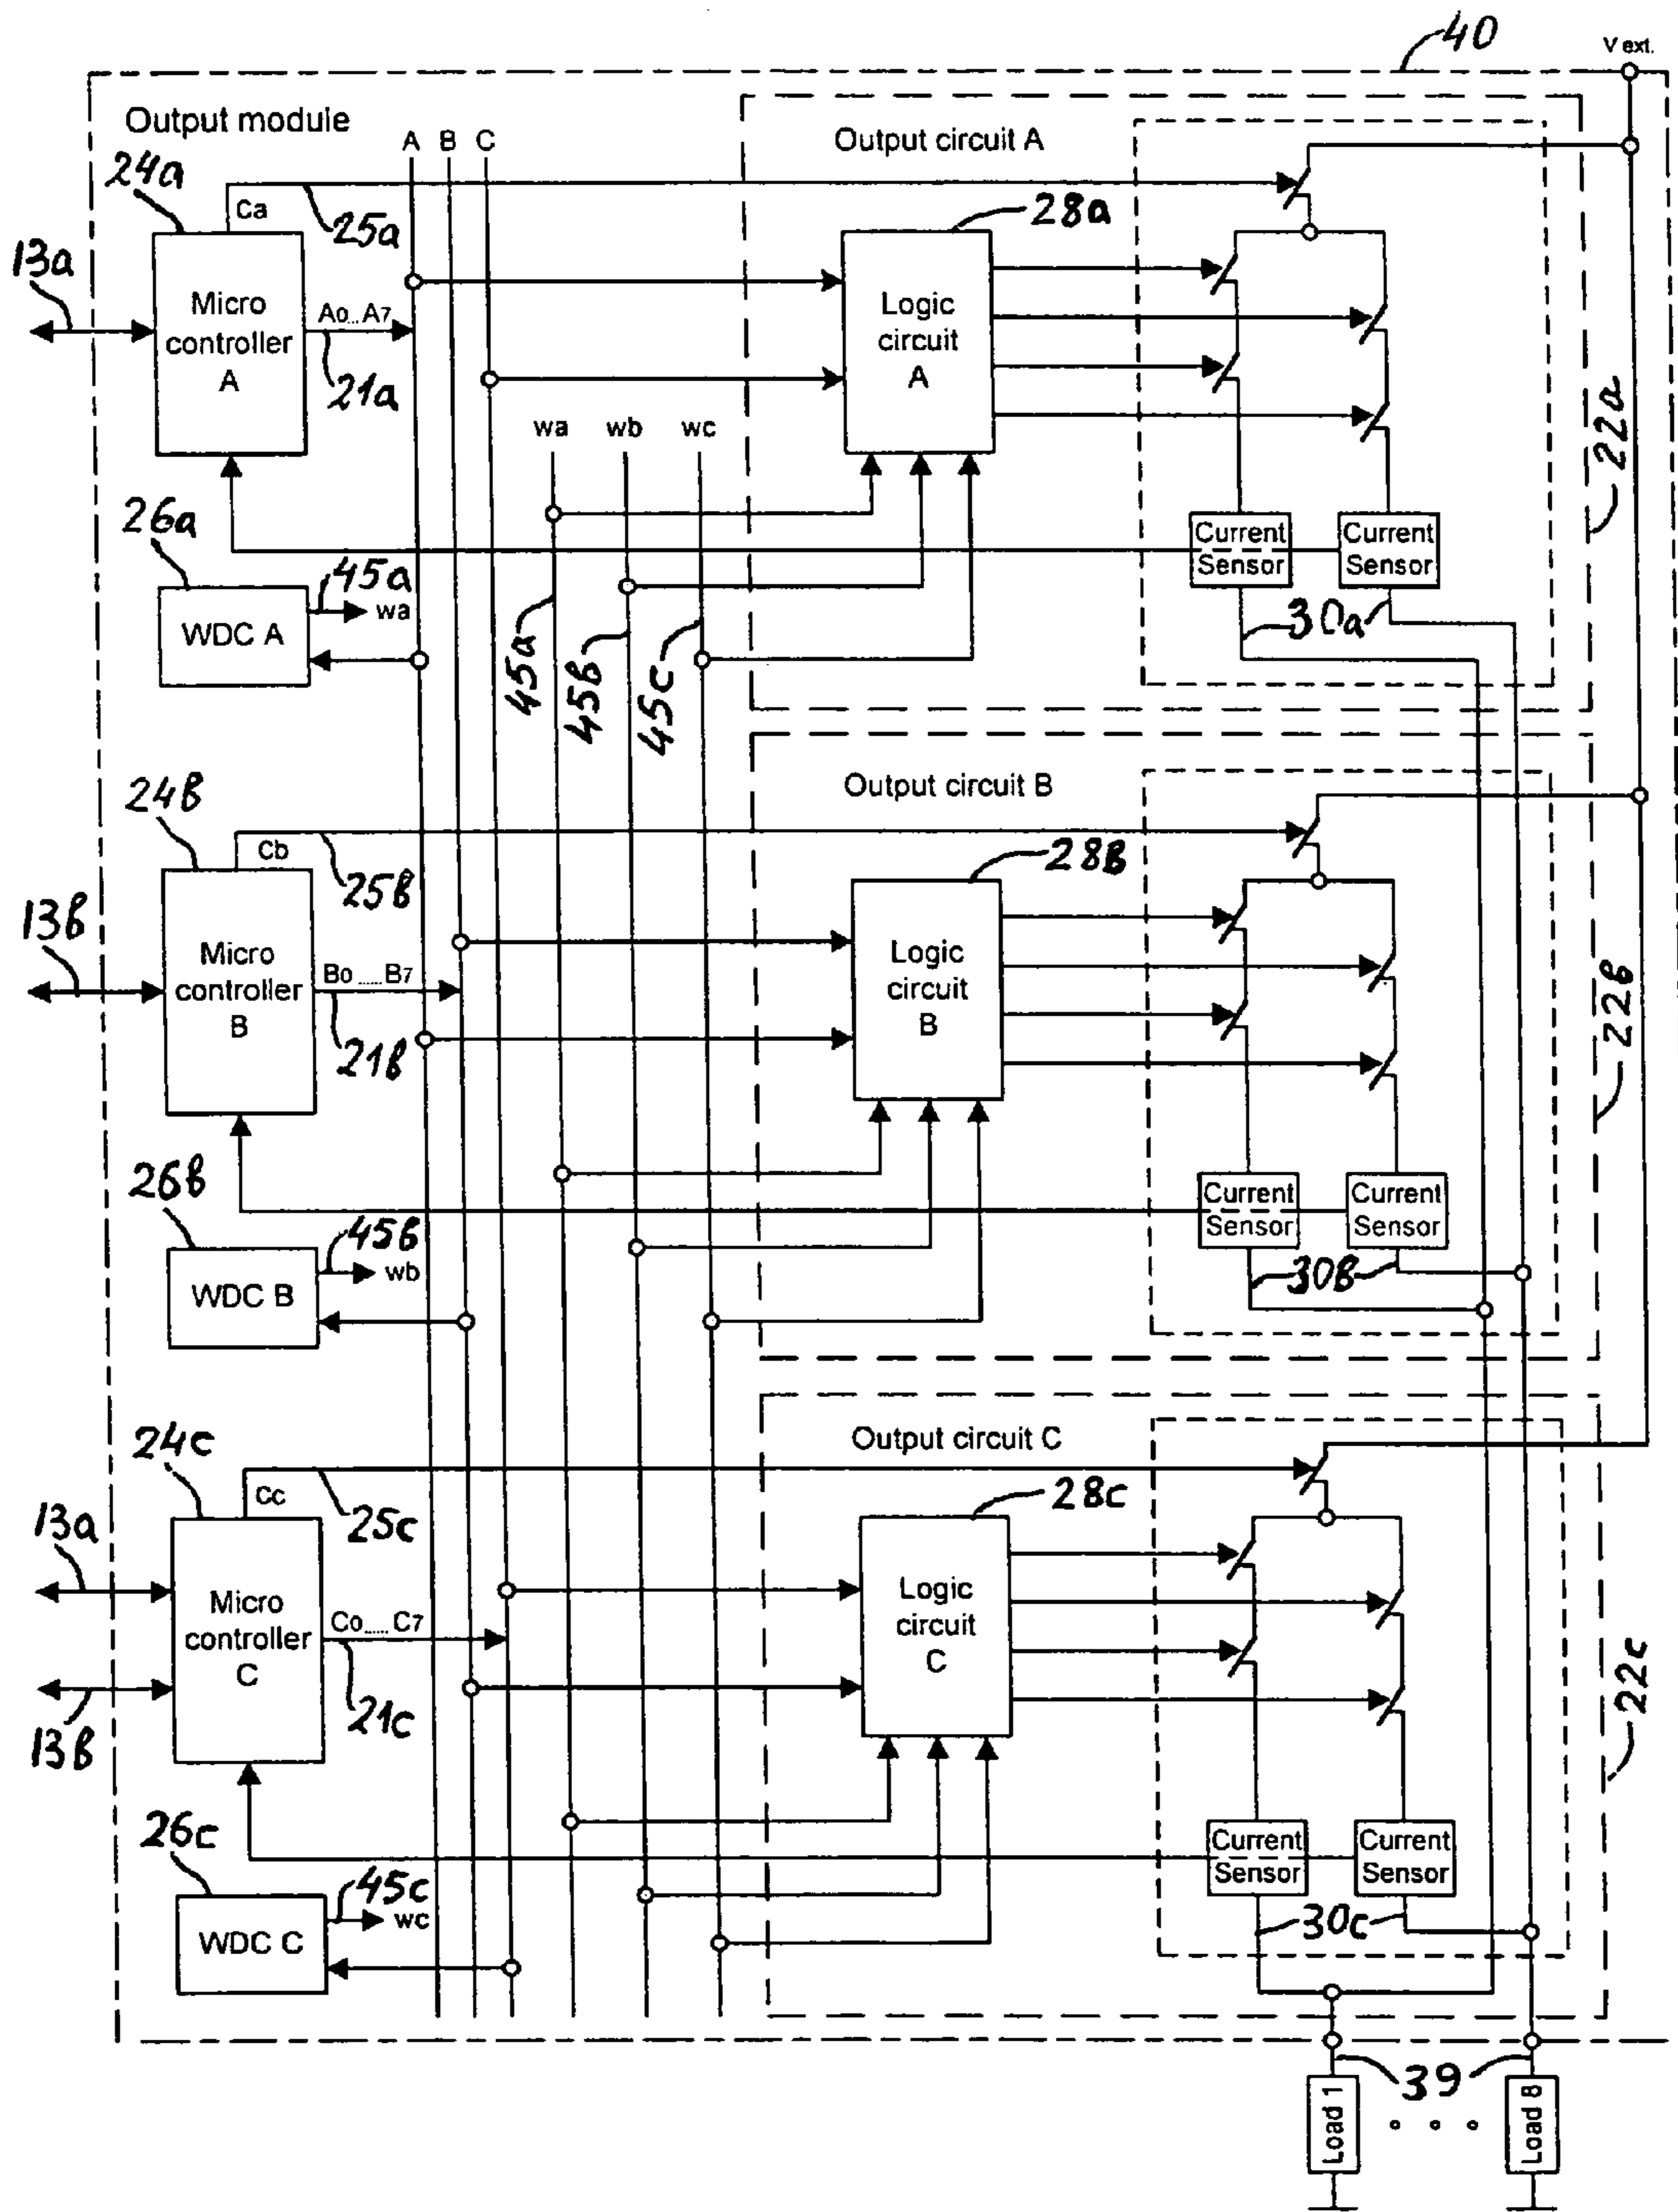 40
V ext.
Output module
A B C
Output circuit A
24a
Ca
25a
28a
13a
Micro
controller
A
A0...A7
21a
Logic
circuit
A
wa wb wc
22a
26a
45a
wa
WDC A
45a
45b
45c
Current
Sensor
Current
Sensor
30a
Output circuit B
24b
Cb
25b
28b
13b
Micro
controller
B
B0.....B7
21b
Logic
circuit
B
22b
26b
45b
wb
WDC B
Current
Sensor
Current
Sensor
30b
Output circuit C
24c
Cc
25c
28c
13a
Micro
controller
C
C0.....C7
21c
13b
Logic
circuit
C
22c
26c
45c
wc
WDC C
Current
Sensor
Current
Sensor
30c
39
Load 1
Load 8